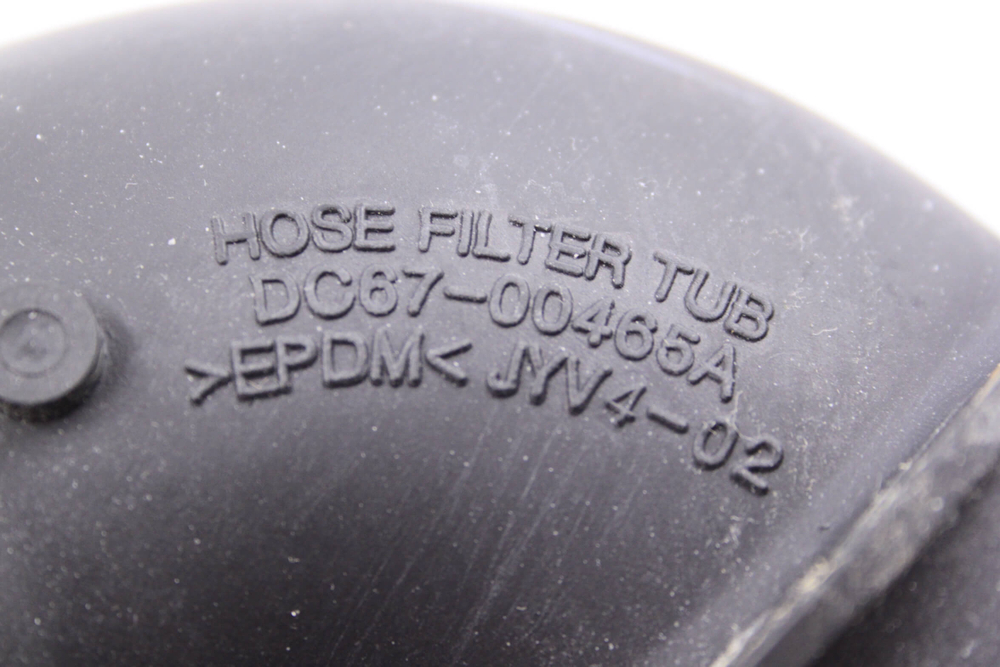 HOSE FILTER TUB
DC67-00465A
>EPDM< JYV4-02